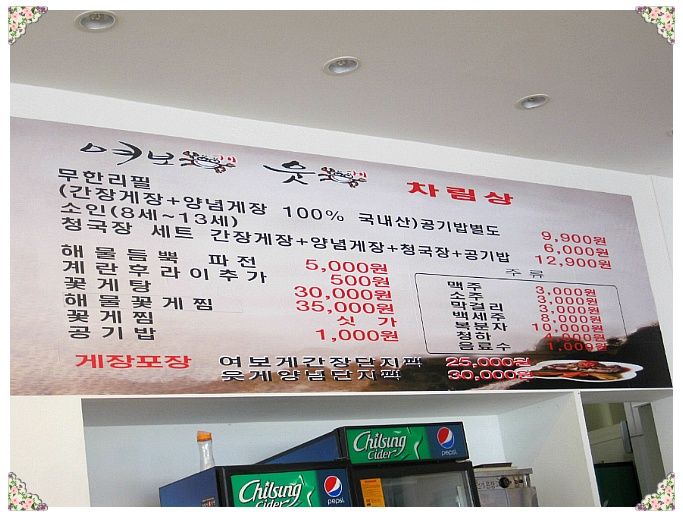 여보 웃 차림상
무한리필
(간장게장+양념게장 100% 국내산)공기밥별도 9,900원
소인(8세~13세) 6,000원
청국장 세트 간장게장+양념게장+청국장+공기밥 12,900원
해물듬뿍 파전 5,000원
계란후라이추가 500원
꽃게탕 30,000원
해물꽃게찜 35,000원
꽃게찜 싯가
공기밥 1,000원
주류
맥주 3,000원
소주 3,000원
막걸리 3,000원
백세주 8,000원
복분자 10,000원
청하 4,000원
음료수 1,000원
게장포장 여보게간장단지팩 25,000원
웃게양념단지팩 30,000원
Chilsung Cider pepsi
Chilsung Cider pepsi